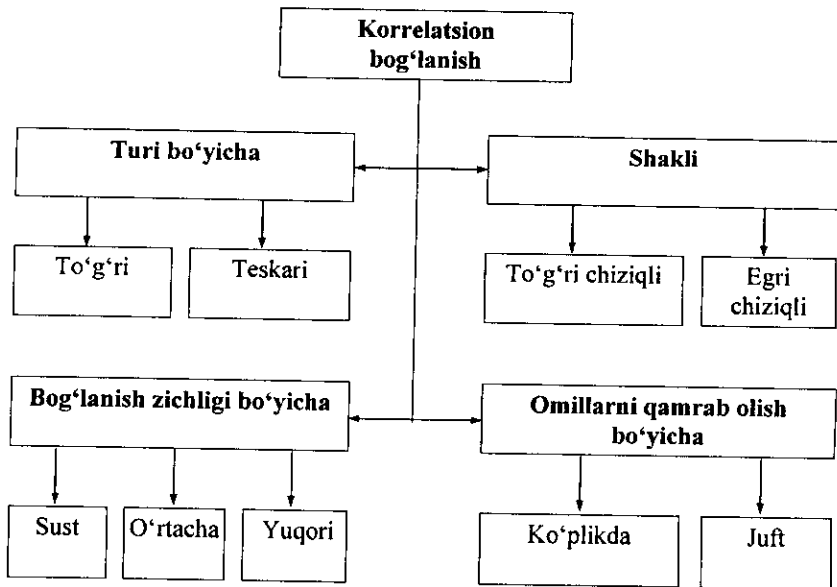 Korrelatsion
bog‘lanish
Turi bo‘yicha
Shakli
To‘g‘ri
Teskari
To‘g‘ri chiziqli
Egri
chiziqli
Bog‘lanish zichligi bo‘yicha
Omillarni qamrab olish
bo‘yicha
Sust
O‘rtacha
Yuqori
Ko‘plikda
Juft